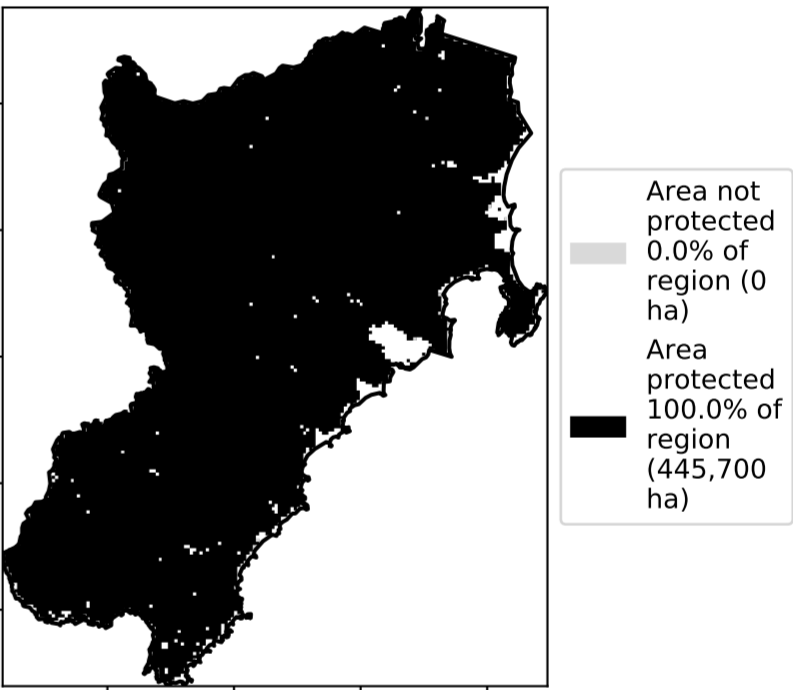 Area not
protected
0.0% of
region (0
ha)
Area
protected
100.0% of
region
(445,700
ha)